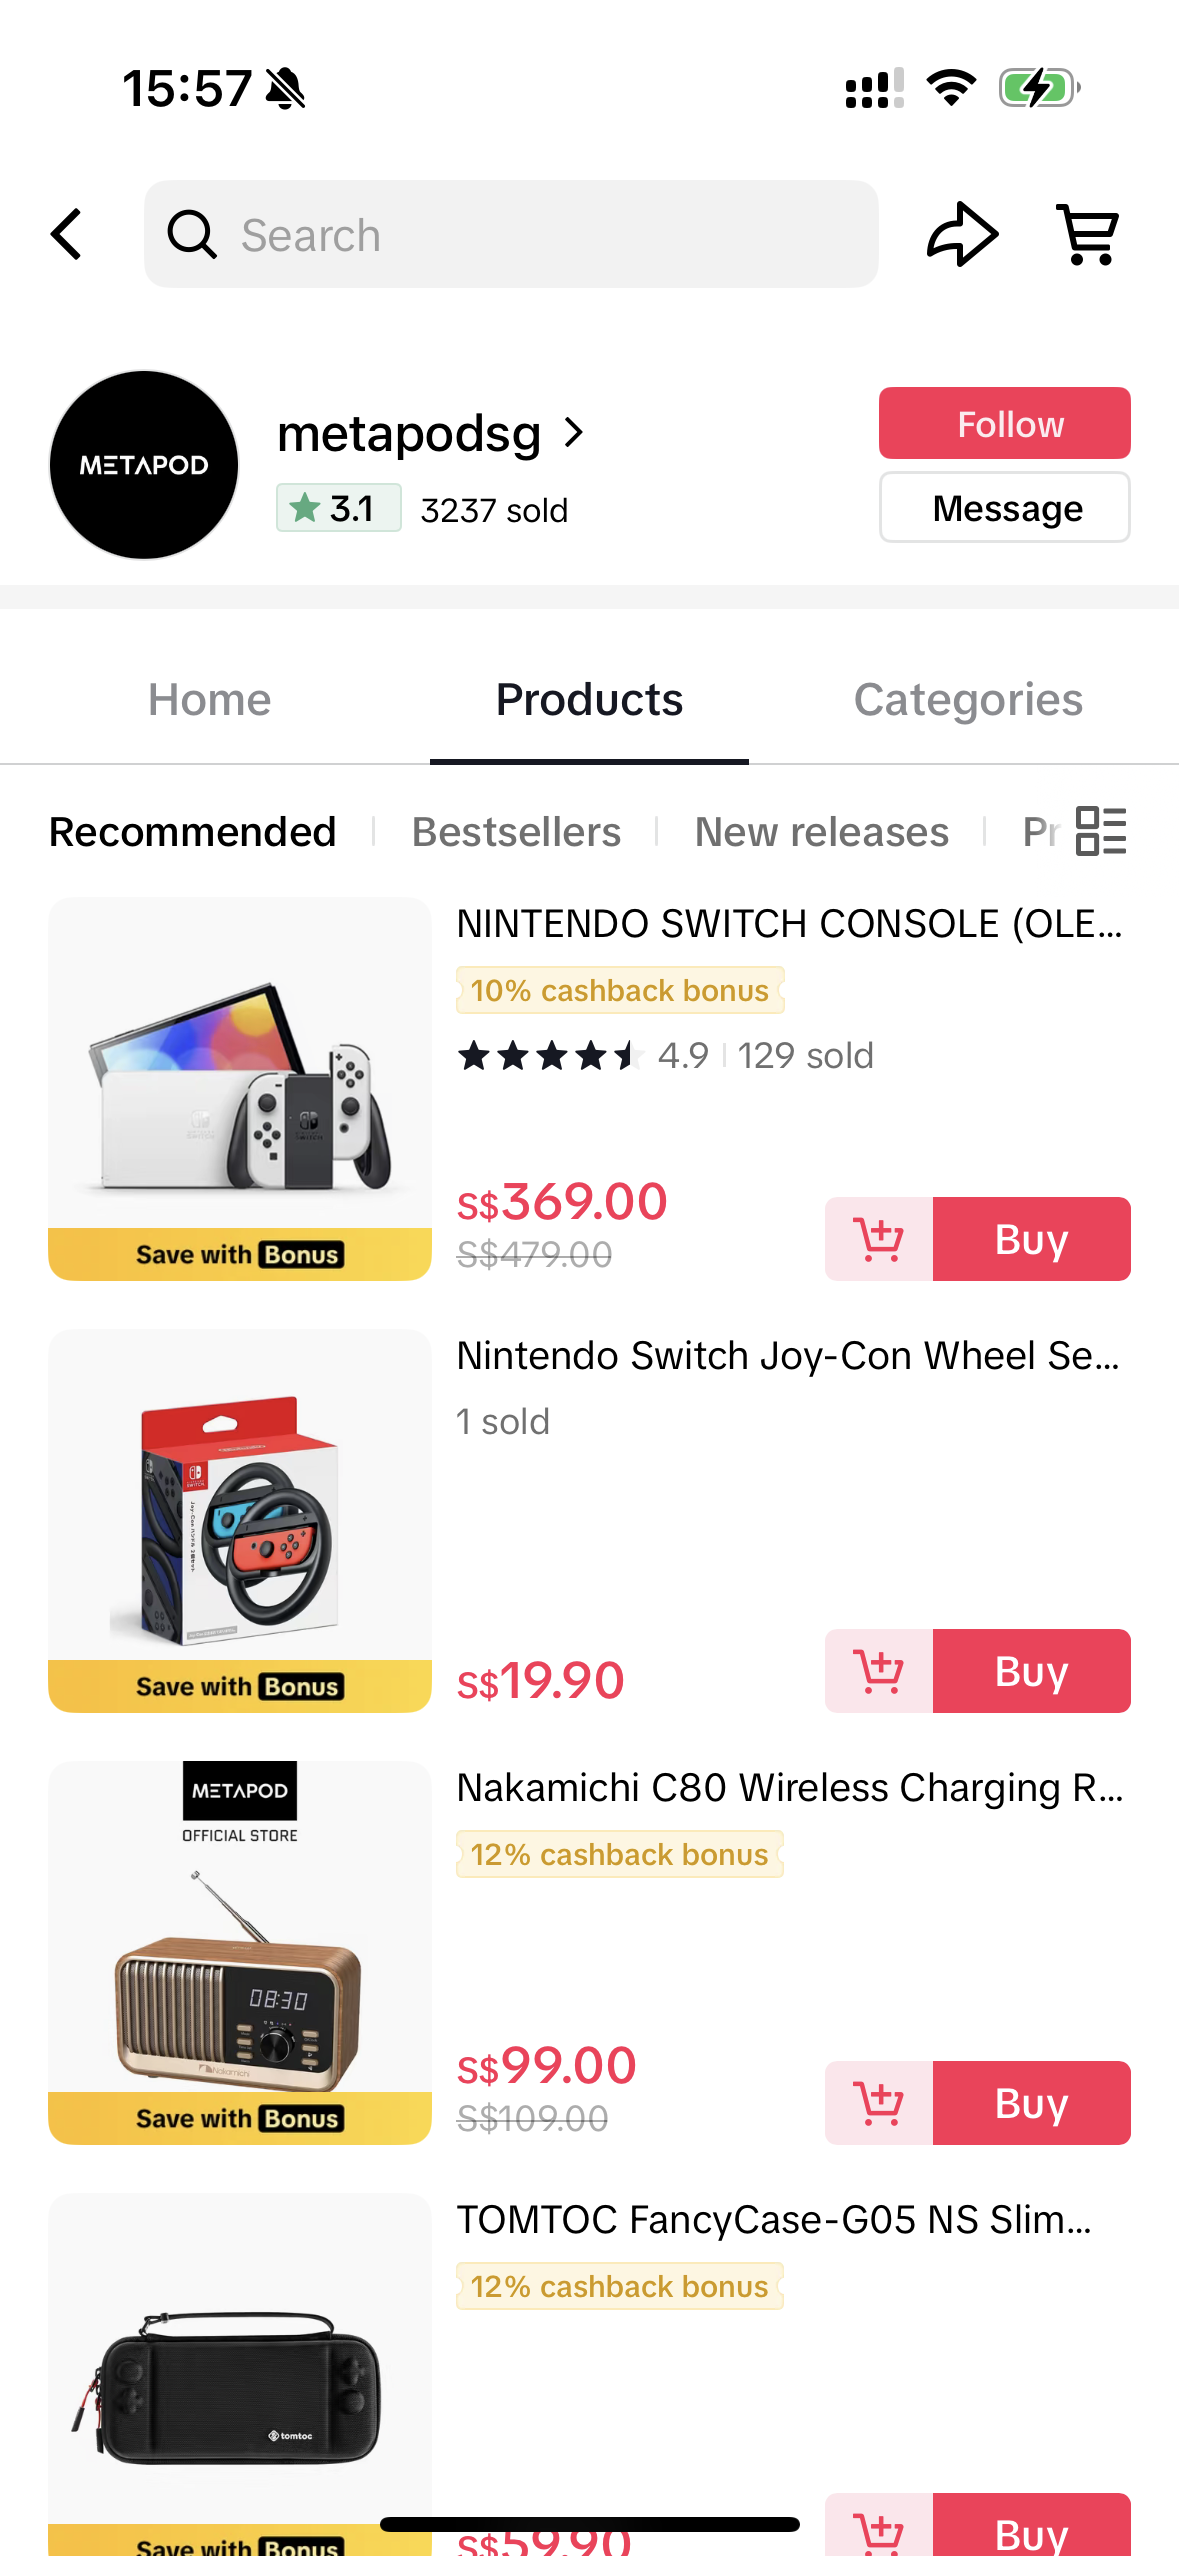 15:57
Search
METAPOD
metapodsg
3.1 3237 sold
Follow
Message
Home Products Categories
Recommended Bestsellers New releases Pr
NINTENDO SWITCH CONSOLE (OLE...
10% cashback bonus
4.9 129 sold
S$369.00
S$479.00
Buy
Save with Bonus
Nintendo Switch Joy-Con Wheel Se...
1 sold
S$19.90
Buy
Save with Bonus
METAPOD
OFFICIAL STORE
08:30
Nakamichi
Nakamichi C80 Wireless Charging R...
12% cashback bonus
S$99.00
S$109.00
Buy
Save with Bonus
TOMTOC FancyCase-G05 NS Slim...
12% cashback bonus
tomtoc
S$59.90
Buy
Save with Bonus